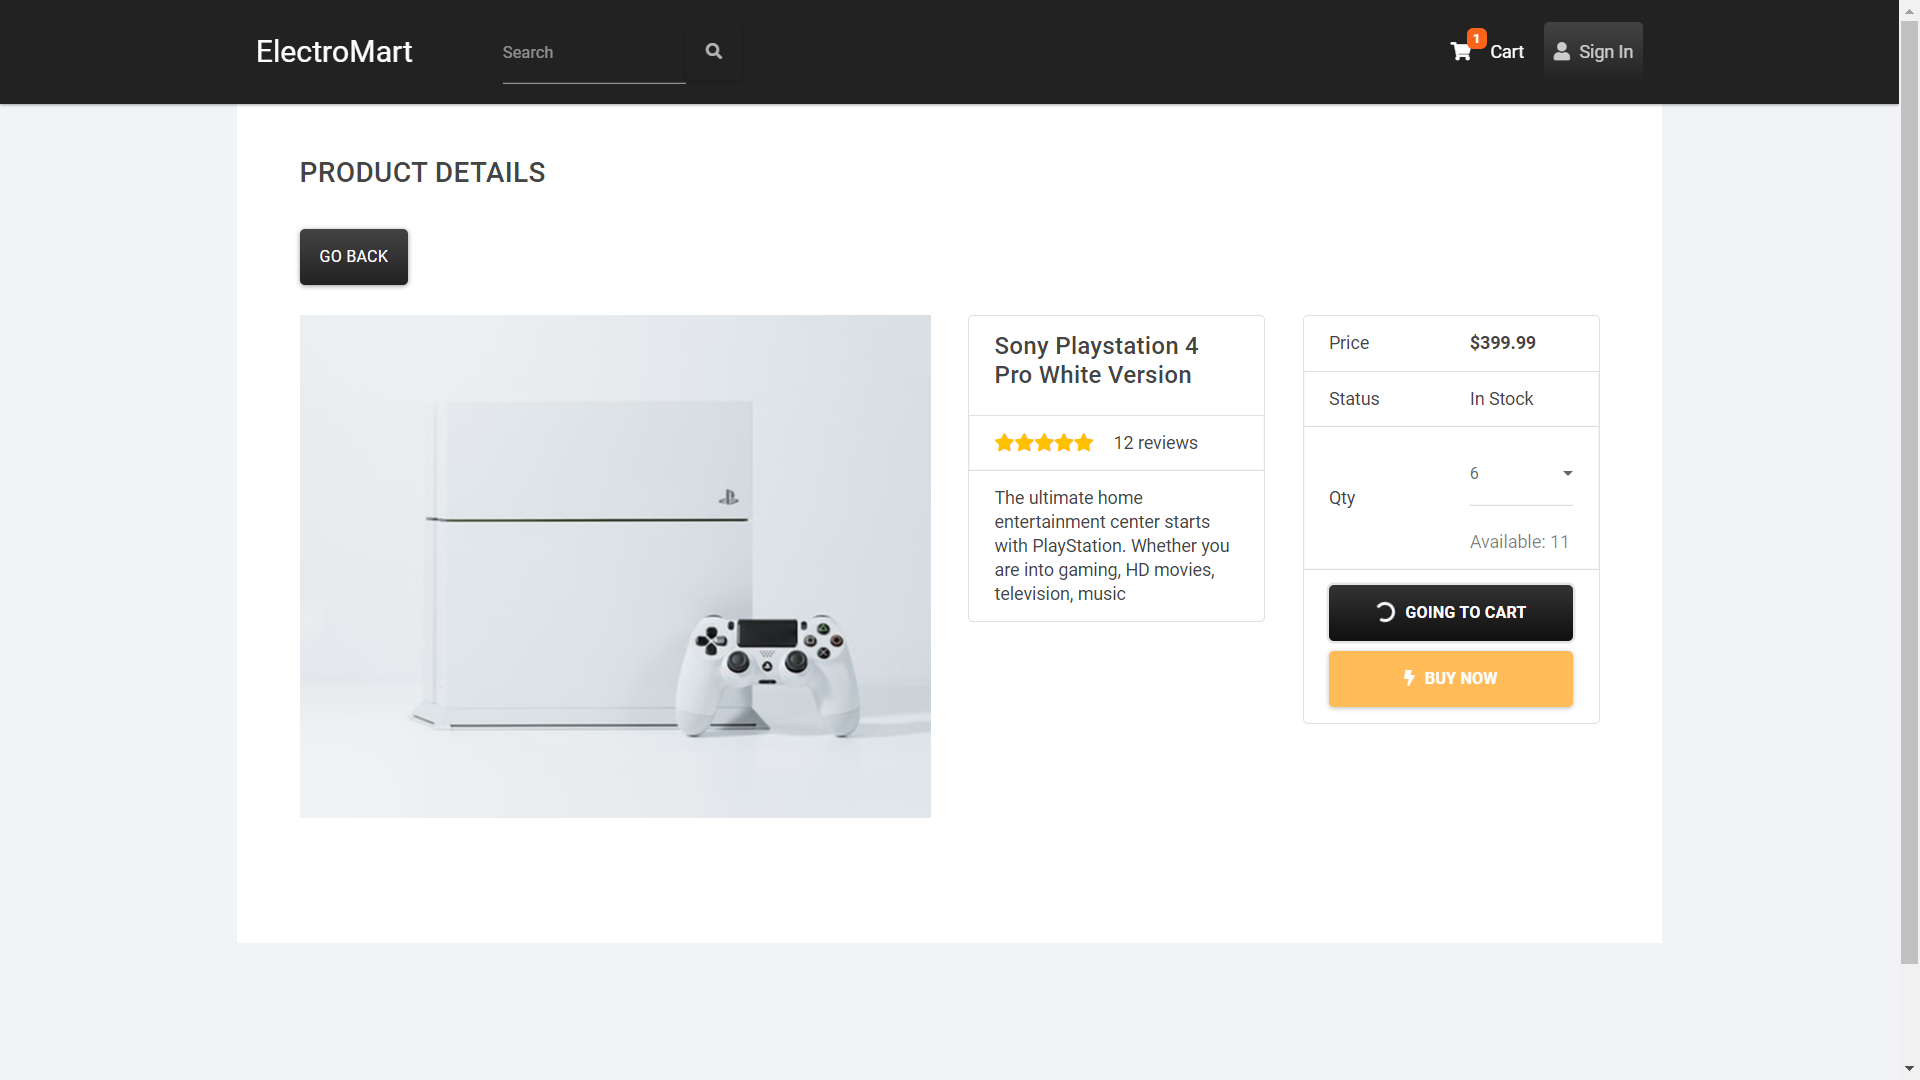 ElectroMart
Search
1
Cart
Sign In
PRODUCT DETAILS
GO BACK
Sony Playstation 4
Pro White Version
12 reviews
The ultimate home
entertainment center starts
with PlayStation. Whether you
are into gaming, HD movies,
television, music
Price
$399.99
Status
In Stock
Qty
6
Available: 11
GOING TO CART
BUY NOW